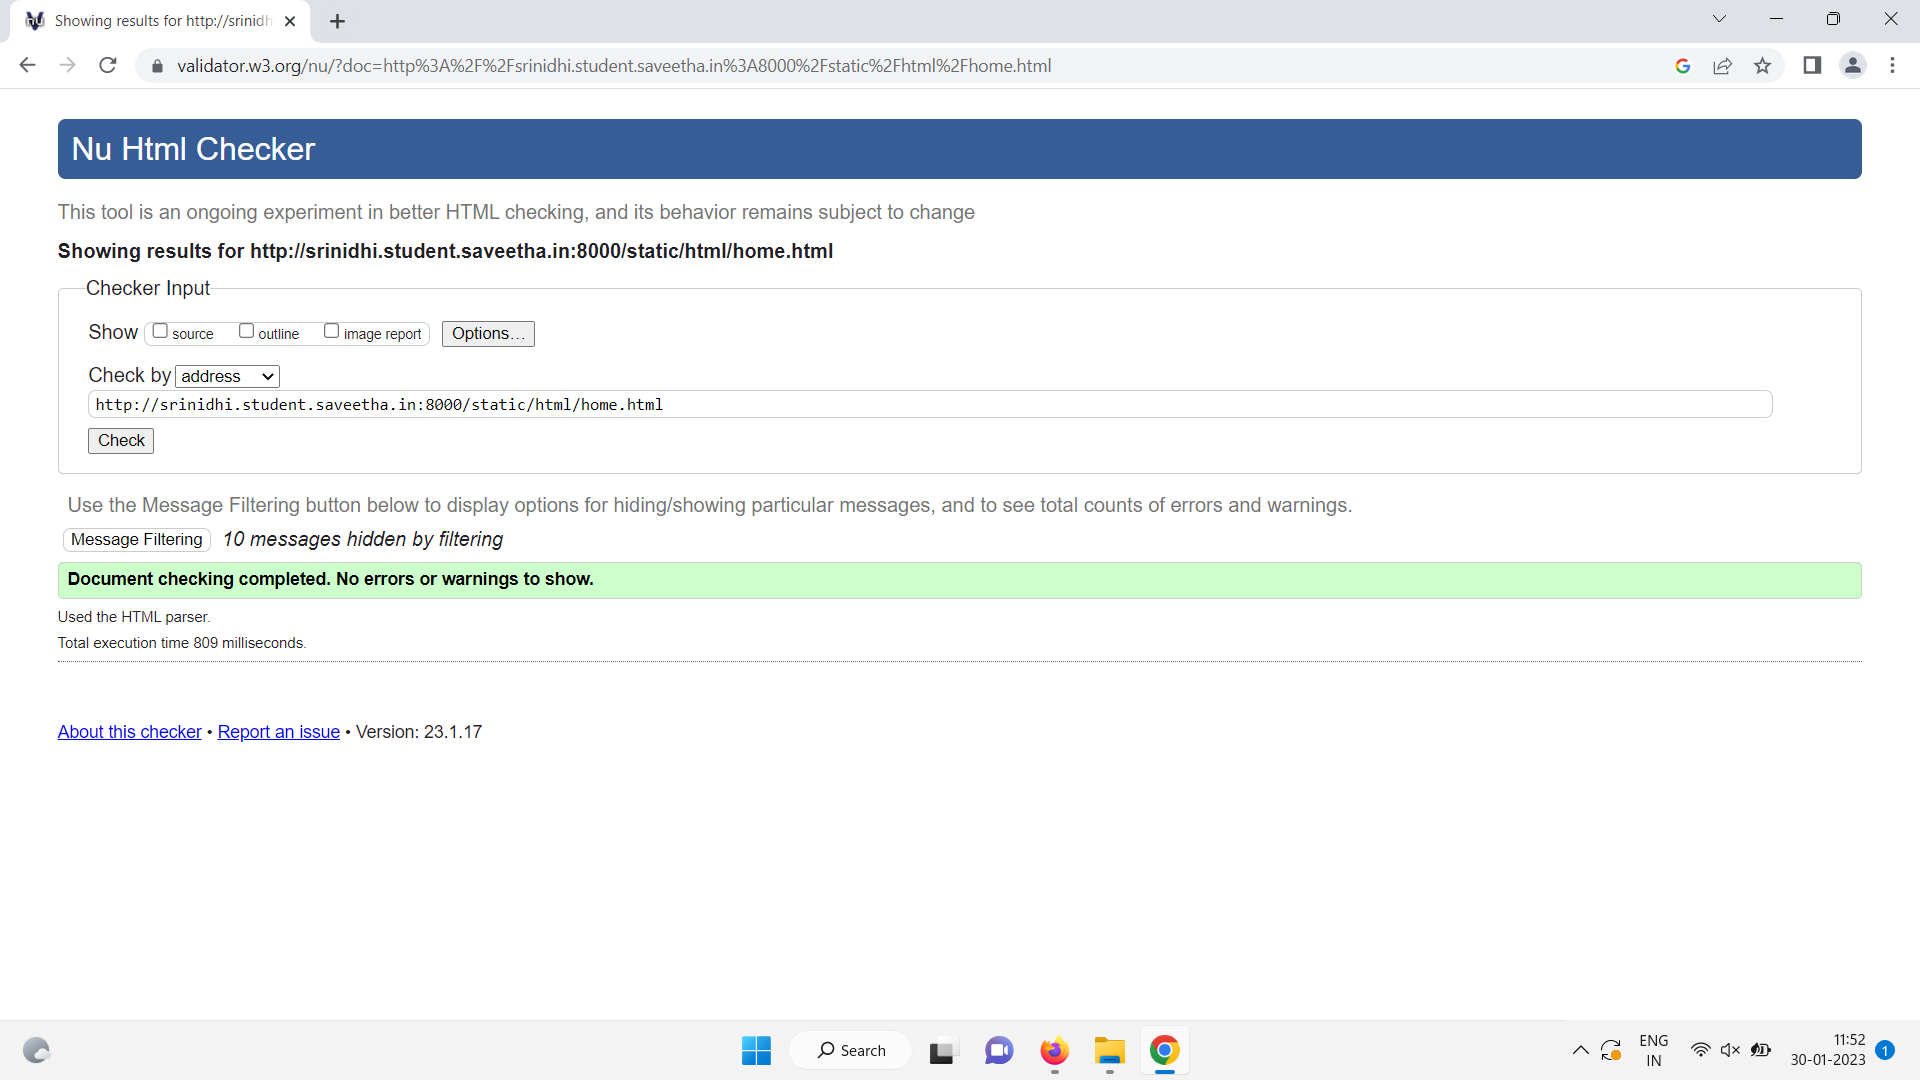 Showing results for http://srinidh
validator.w3.org/nu/?doc=http%3A%2F%2Fsrinidhi.student.saveetha.in%3A8000%2Fstatic%2Fhtml%2Fhome.html
Nu Html Checker
This tool is an ongoing experiment in better HTML checking, and its behavior remains subject to change
Showing results for http://srinidhi.student.saveetha.in:8000/static/html/home.html
Checker Input
Show source outline image report Options…
Check by address
http://srinidhi.student.saveetha.in:8000/static/html/home.html
Check
Use the Message Filtering button below to display options for hiding/showing particular messages, and to see total counts of errors and warnings.
Message Filtering 10 messages hidden by filtering
Document checking completed. No errors or warnings to show.
Used the HTML parser.
Total execution time 809 milliseconds.
About this checker • Report an issue • Version: 23.1.17
Search
ENG
IN
11:52
30-01-2023
1